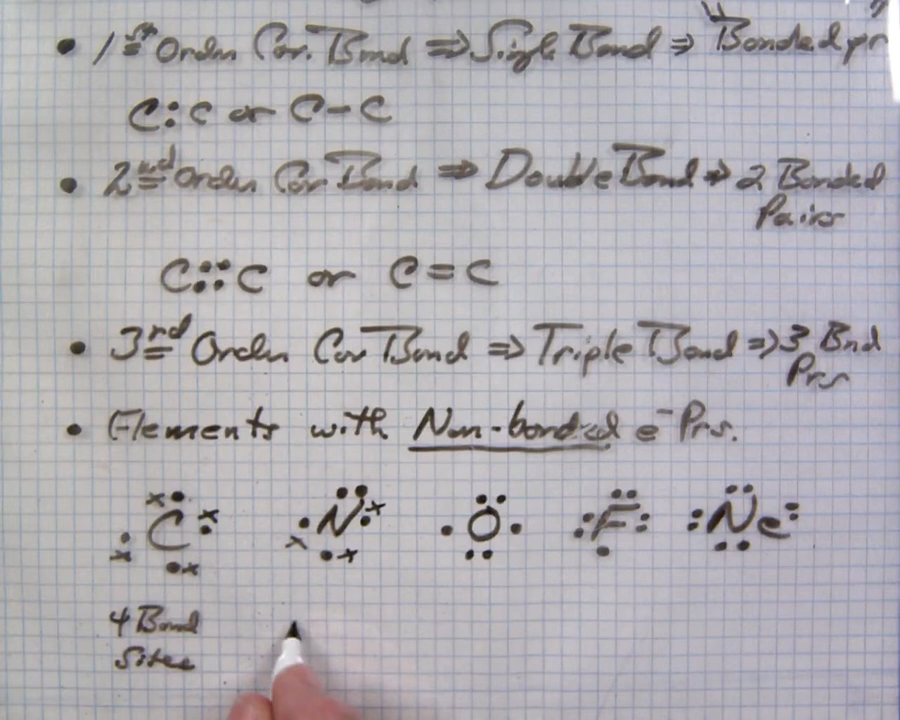 • 1st Order Cov. Bond ⇒ Single Bond ⇒ "Bonded pr"
C:C or C-C
• 2nd Order Cov Bond ⇒ Double Bond ⇒ 2 Bonded
Pairs
C::C or C=C
• 3rd Order Cov Bond ⇒ Triple Bond ⇒ 3 Bnd
Prs
• Elements with Non-bonded e⁻ Prs.
C N O F Ne
4 Bond
Sites